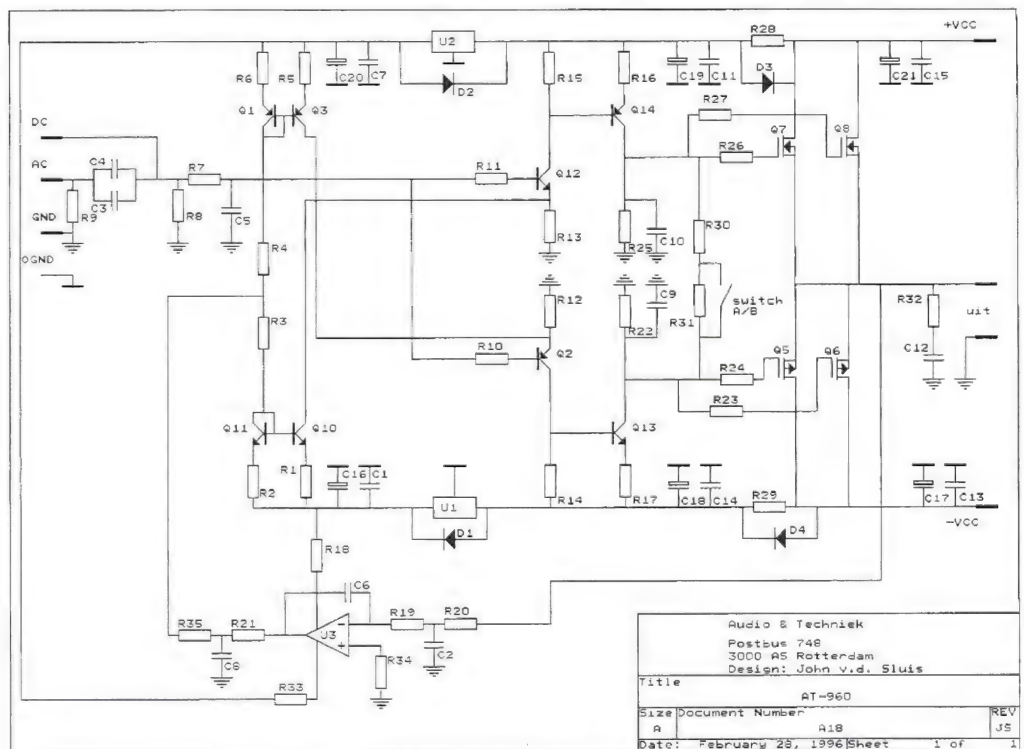 R28
+VCC
U2
R6
R5
C20
C7
D2
R15
R16
C19
C11
D3
C21
C15
Q1
Q3
Q14
R27
Q7
Q8
DC
AC
C4
R7
R11
Q12
R26
C3
R9
R8
C5
GND
R13
R25
C10
R30
R4
OGND
R12
C9
R3
R22
R31
switch
A/B
R32
uit
C12
R10
Q2
R24
Q5
Q6
R23
Q11
Q10
Q13
R2
R1
C16
C1
R14
R17
C18
C14
R29
C17
C13
U1
-VCC
D1
D4
R18
C6
R35
R21
U3
R19
R20
C8
C2
R34
R33
Audio & Techniek
Postbus 748
3000 AS Rotterdam
Design: John v.d. Sluis
Title
AT-960
Size Document Number REV
A A18 JS
Date: February 28, 1996 Sheet 1 of 1